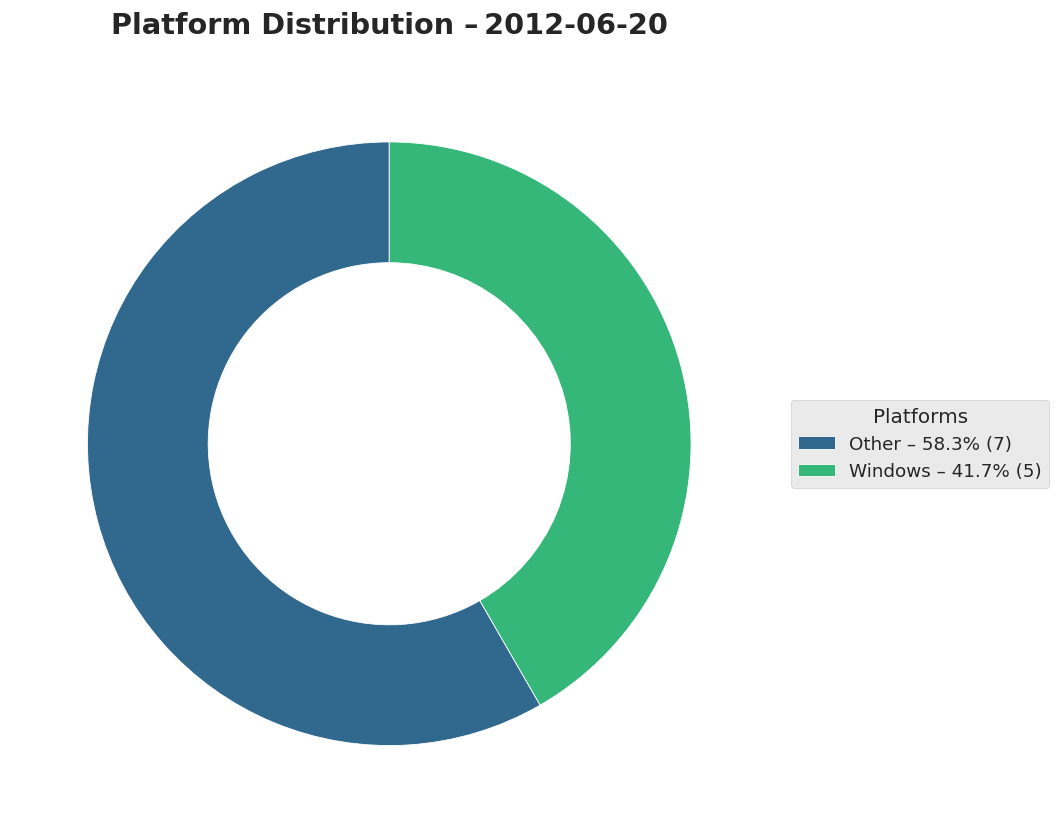 Platform Distribution – 2012-06-20
Platforms
Other – 58.3% (7)
Windows – 41.7% (5)